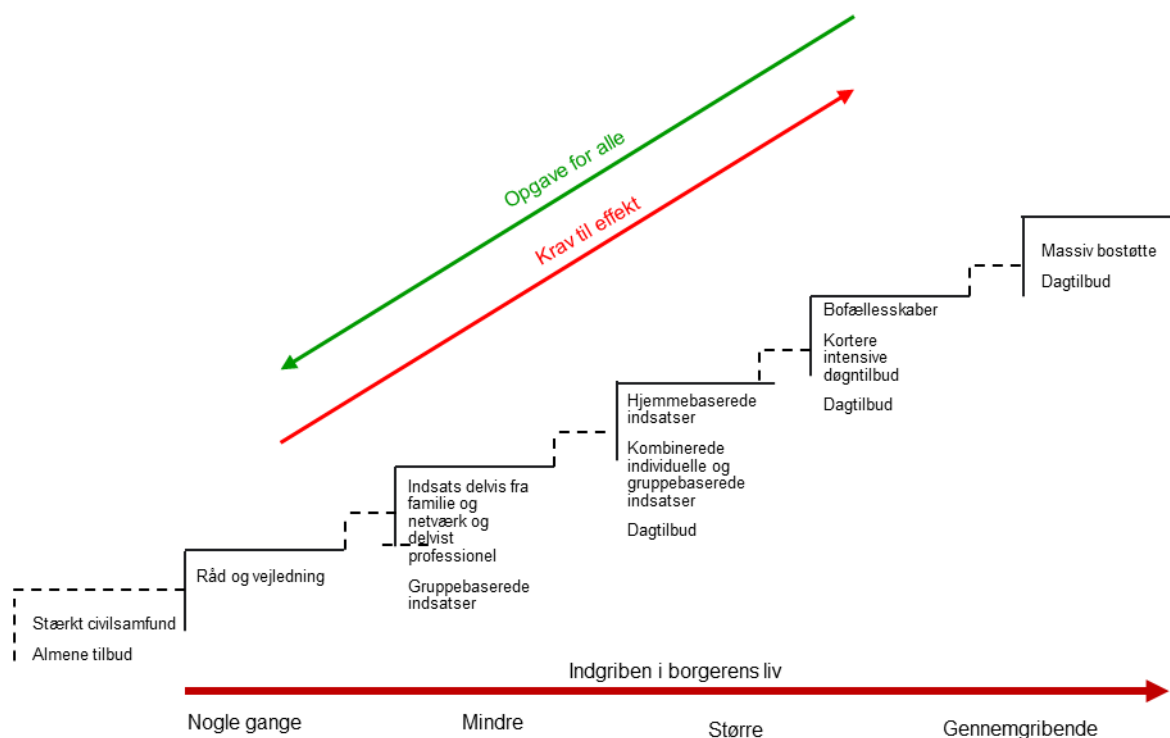 Opgave for alle
Krav til effekt
Massiv bostøtte
Dagtilbud
Bofællesskaber
Kortere
intensive
døgntilbud
Dagtilbud
Hjemmebaserede
indsatser
Kombinerede
individuelle og
gruppebaserede
indsatser
Dagtilbud
Indsats delvis fra
familie og
netværk og
delvist
professionel
Gruppebaserede
indsatser
Råd og vejledning
Stærkt civilsamfund
Almene tilbud
Indgriben i borgerens liv
Nogle gange
Mindre
Større
Gennemgribende